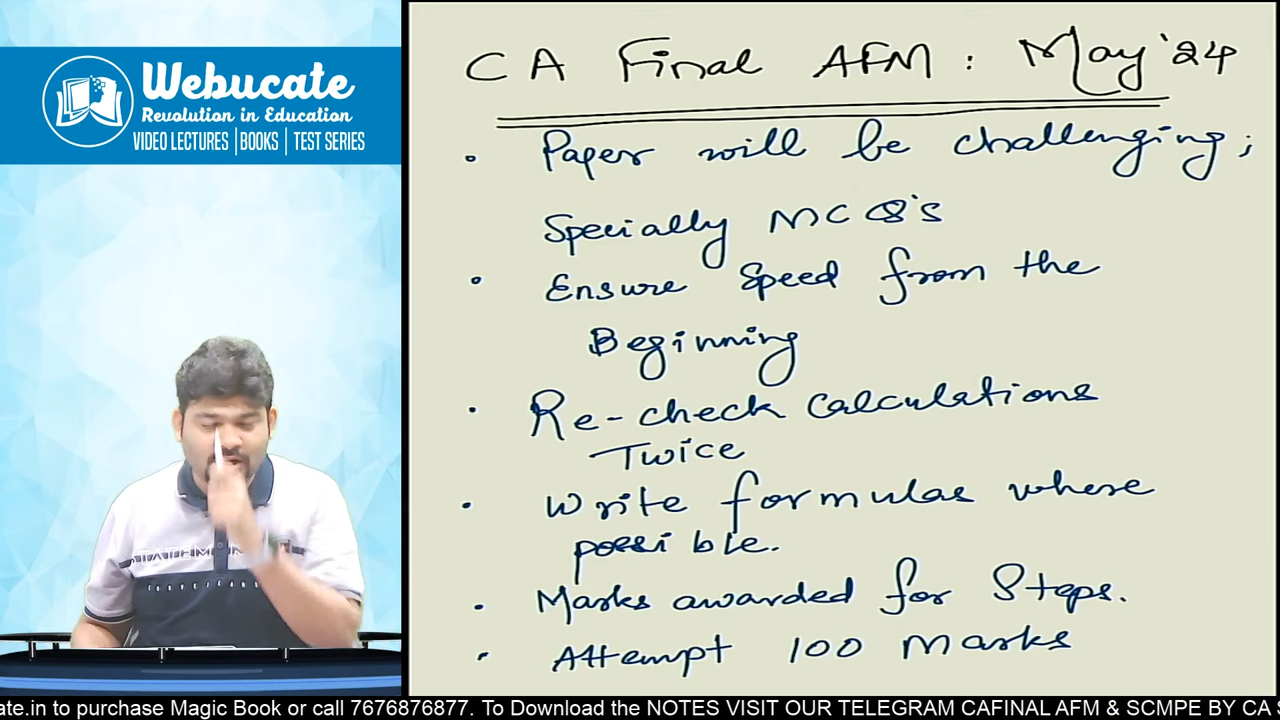 Webucate
Revolution in Education
VIDEO LECTURES | BOOKS | TEST SERIES
CA Final AFM : May '24
• Paper will be challenging;
Specially MCQ's
• Ensure Speed from the
Beginning
• Re-check calculations
Twice
• Write formulas where
possible.
• Marks awarded for Steps.
• Attempt 100 Marks
ate.in to purchase Magic Book or call 7676876877. To Download the NOTES VISIT OUR TELEGRAM CAFINAL AFM & SCMPE BY CA S